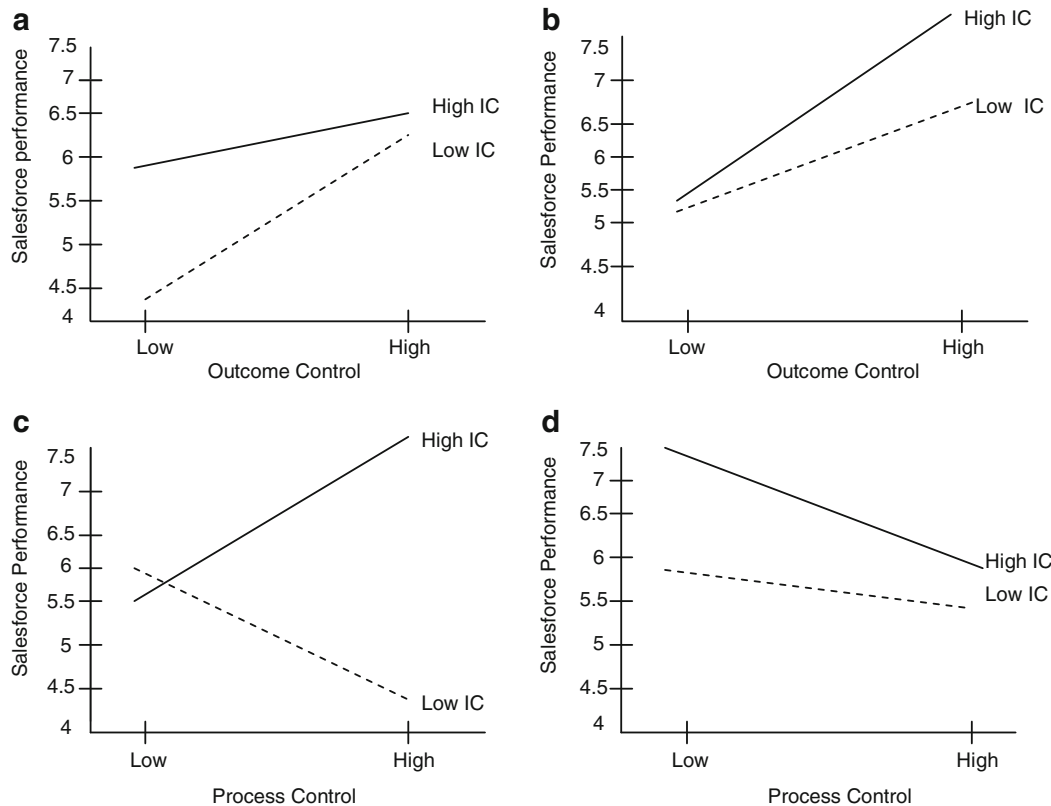 a
Salesforce performance
7.5
7
6.5
6
5.5
5
4.5
4
High IC
Low IC
Low
High
Outcome Control
b
Salesforce Performance
7.5
7
6.5
6
5.5
5
4.5
4
High IC
Low IC
Low
High
Outcome Control
c
Salesforce Performance
7.5
7
6.5
6
5.5
5
4.5
4
High IC
Low IC
Low
High
Process Control
d
Salesforce Performance
7.5
7
6.5
6
5.5
5
4.5
4
High IC
Low IC
Low
High
Process Control